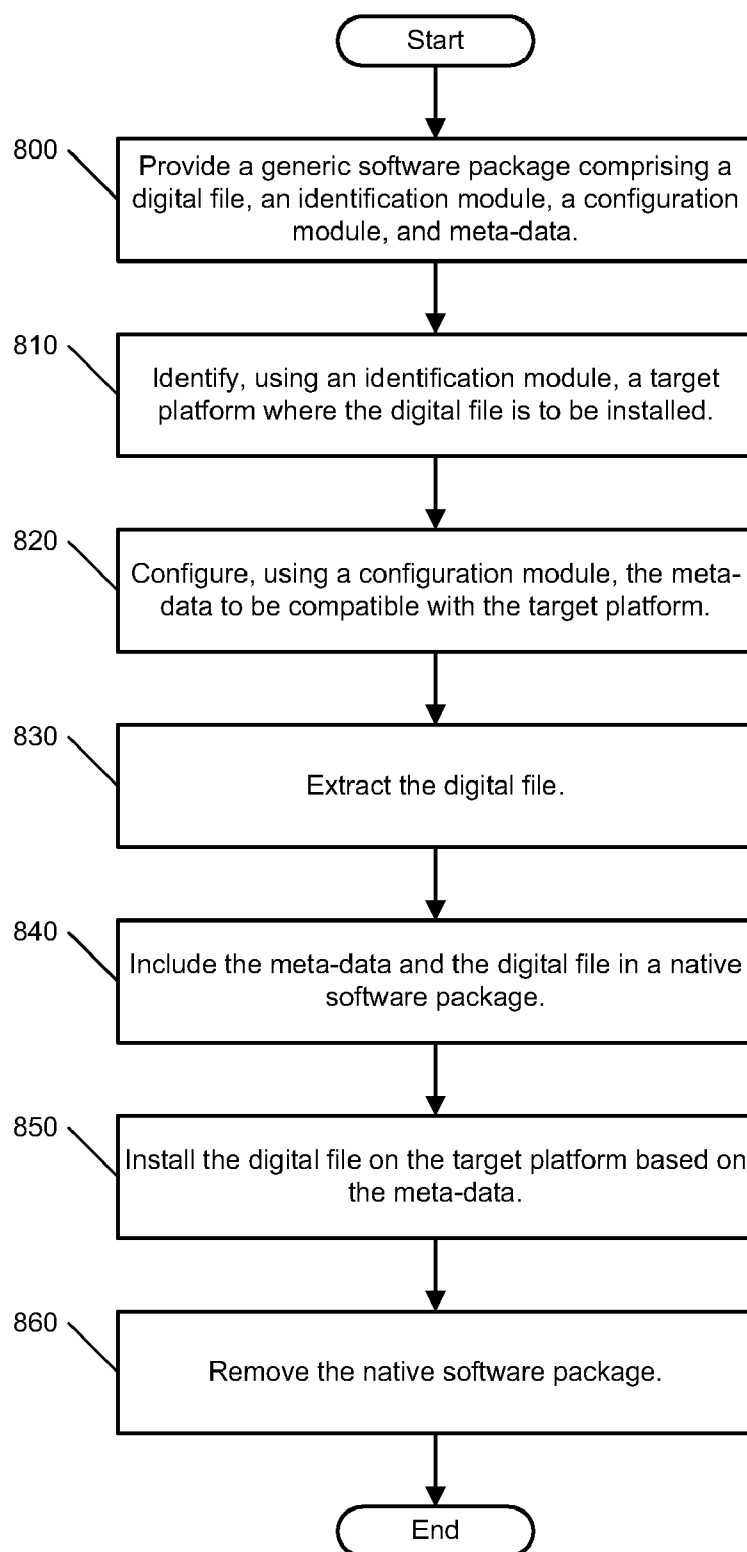 Start
800
Provide a generic software package comprising a
digital file, an identification module, a configuration
module, and meta-data.
810
Identify, using an identification module, a target
platform where the digital file is to be installed.
820
Configure, using a configuration module, the meta-
data to be compatible with the target platform.
830
Extract the digital file.
840
Include the meta-data and the digital file in a native
software package.
850
Install the digital file on the target platform based on
the meta-data.
860
Remove the native software package.
End